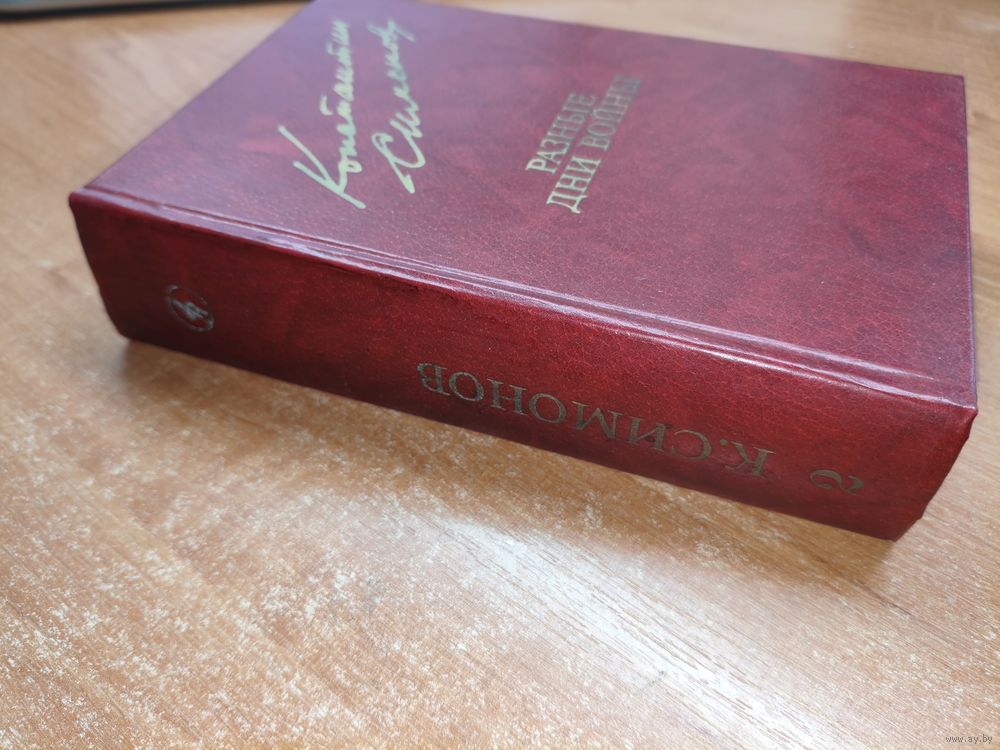 Константин
Симонов
РАЗНЫЕ
ДНИ ВОЙНЫ
К.СИМОНОВ
2
www.ay.by